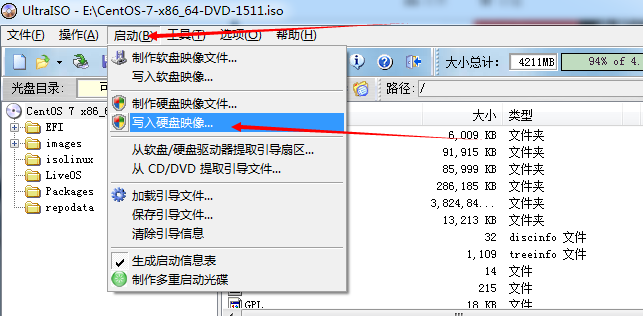 UltraISO - E:\CentOS-7-x86_64-DVD-1511.iso
文件(F) 操作(A) 启动(B) 工具(T) 选项(O) 帮助(H)
大小总计: 4211MB 94% of 4.
光盘目录: 可 路径: /
制作软盘映像文件...
写入软盘映像...
制作硬盘映像文件...
写入硬盘映像...
从软盘/硬盘驱动器提取引导扇区...
从 CD/DVD 提取引导文件...
加载引导文件...
保存引导文件...
清除引导信息
生成启动信息表
制作多重启动光碟
CentOS 7 x86_6
EFI
images
isolinux
LiveOS
Packages
repodata
大小 类型
6,009 KB 文件夹
91,915 KB 文件夹
85,999 KB 文件夹
286,185 KB 文件夹
3,824,84... 文件夹
13,213 KB 文件夹
32 discinfo 文件
1,109 treeinfo 文件
14 文件
215 文件
GPL 18 KB 文件